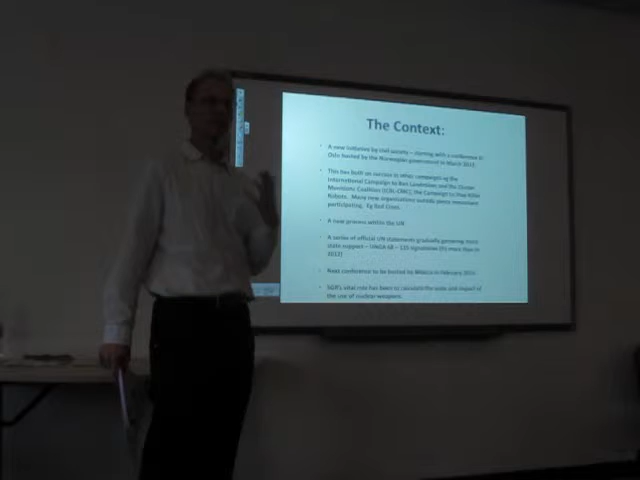 The Context:
A new initiative by civil society – starting with a conference in
Oslo hosted by the Norwegian government in March 2013.
This has built on success in other campaigns eg the
International Campaign to Ban Landmines and the Cluster
Munitions Coalition (ICBL-CMC), the Campaign to Stop Killer
Robots. Many new organisations outside peace movement
participating. Eg Red Cross.
A new process within the UN
A series of official UN statements gradually gathering more
state support – UNGA 68 – 125 signatories (91 more than in
2012)
Next conference to be hosted by Mexico in February 2014
SGR's vital role has been to calculate the scale and impact of
the use of nuclear weapons.